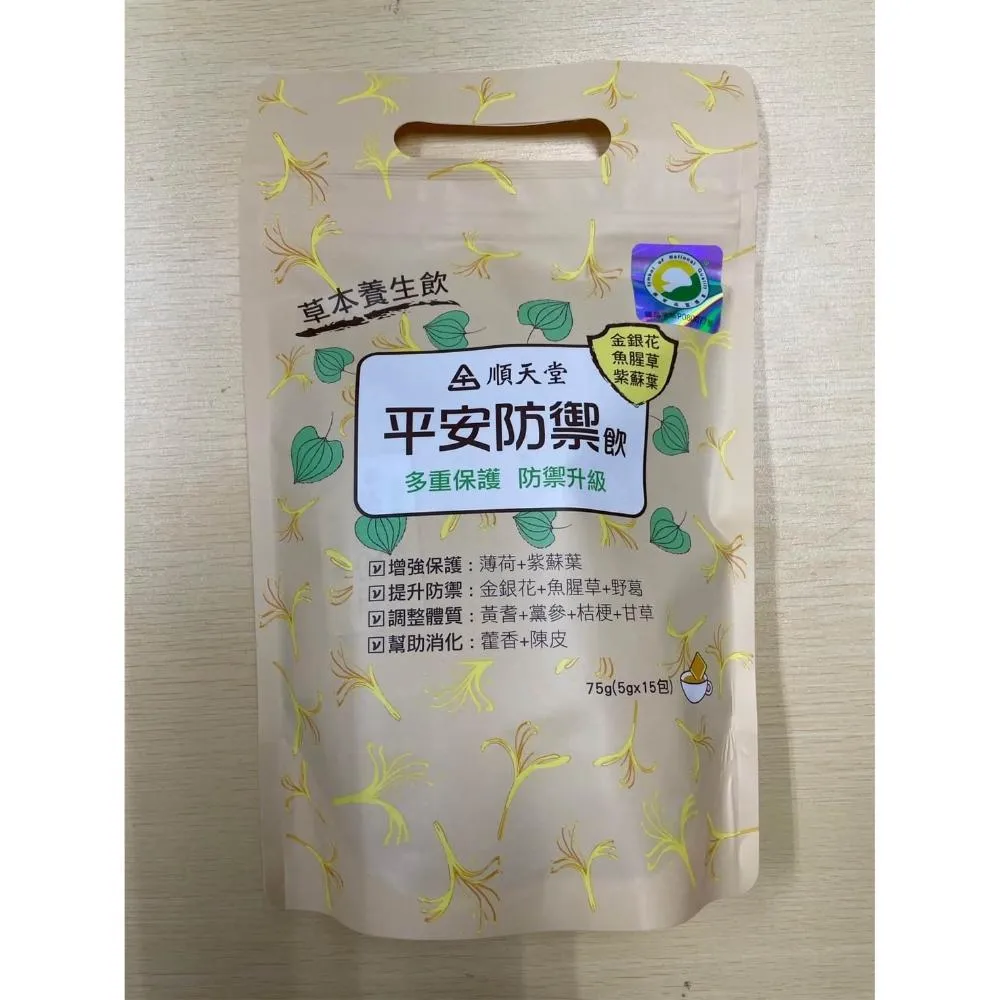 草本養生飲
Symbol of National Quality
金銀花
魚腥草
紫蘇葉
順天堂
平安防禦飲
多重保護 防禦升級
增強保護：薄荷+紫蘇葉
提升防禦：金銀花+魚腥草+野葛
調整體質：黃耆+黨參+桔梗+甘草
幫助消化：藿香+陳皮
75g(5gx15包)